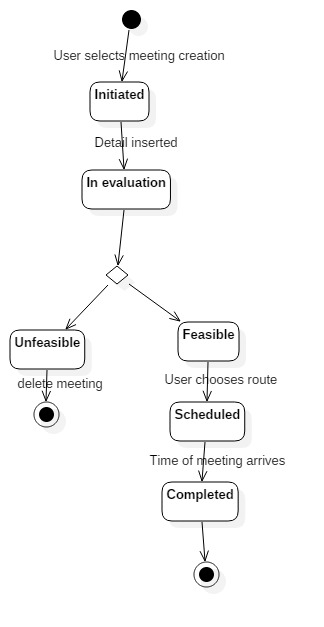 User selects meeting creation
Initiated
Detail inserted
In evaluation
Unfeasible
Feasible
delete meeting
User chooses route
Scheduled
Time of meeting arrives
Completed